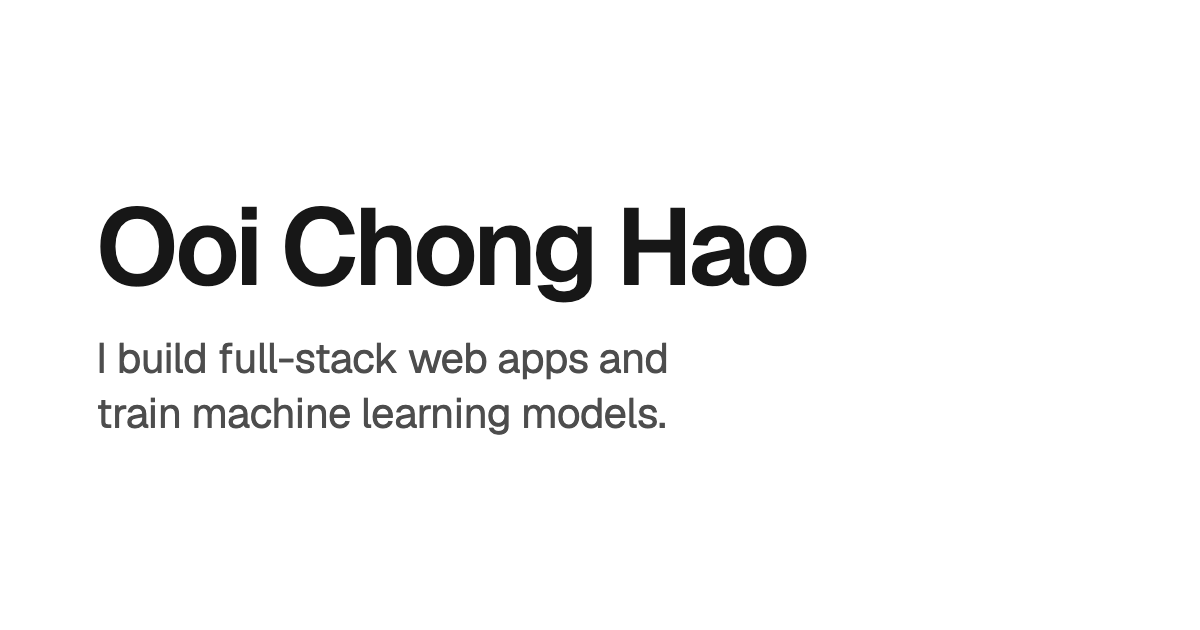 Ooi Chong Hao
I build full-stack web apps and
train machine learning models.